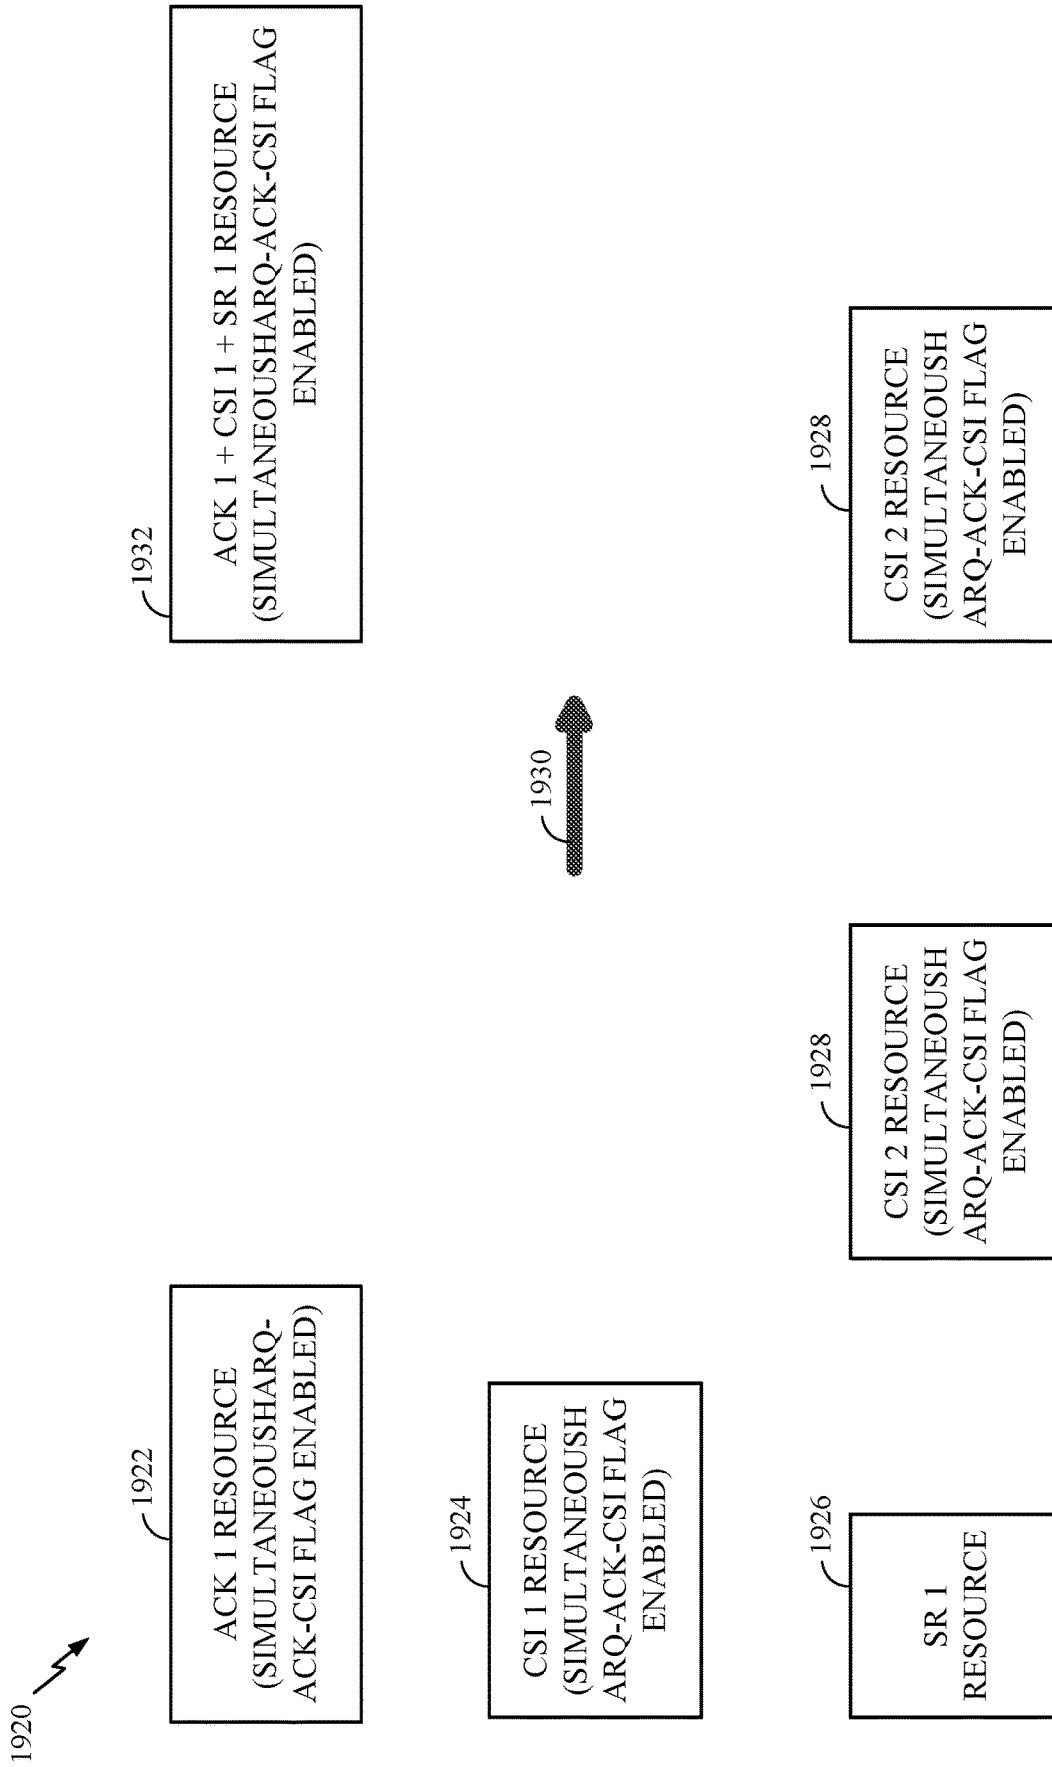 1920
1922
ACK 1 RESOURCE
(SIMULTANEOUSHARQ-
ACK-CSI FLAG ENABLED)
1924
CSI 1 RESOURCE
(SIMULTANEOUSH
ARQ-ACK-CSI FLAG
ENABLED)
1926
SR 1
RESOURCE
1928
CSI 2 RESOURCE
(SIMULTANEOUSH
ARQ-ACK-CSI FLAG
ENABLED)
1930
1932
ACK 1 + CSI 1 + SR 1 RESOURCE
(SIMULTANEOUSHARQ-ACK-CSI FLAG
ENABLED)
1928
CSI 2 RESOURCE
(SIMULTANEOUSH
ARQ-ACK-CSI FLAG
ENABLED)